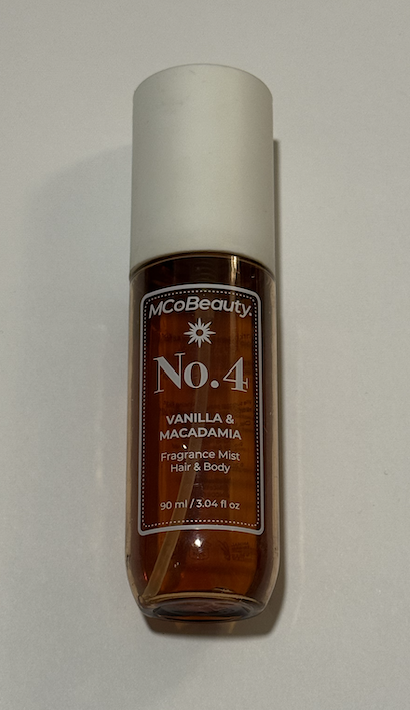 MCoBeauty.
No.4
VANILLA &
MACADAMIA
Fragrance Mist
Hair & Body
90 ml / 3.04 fl oz